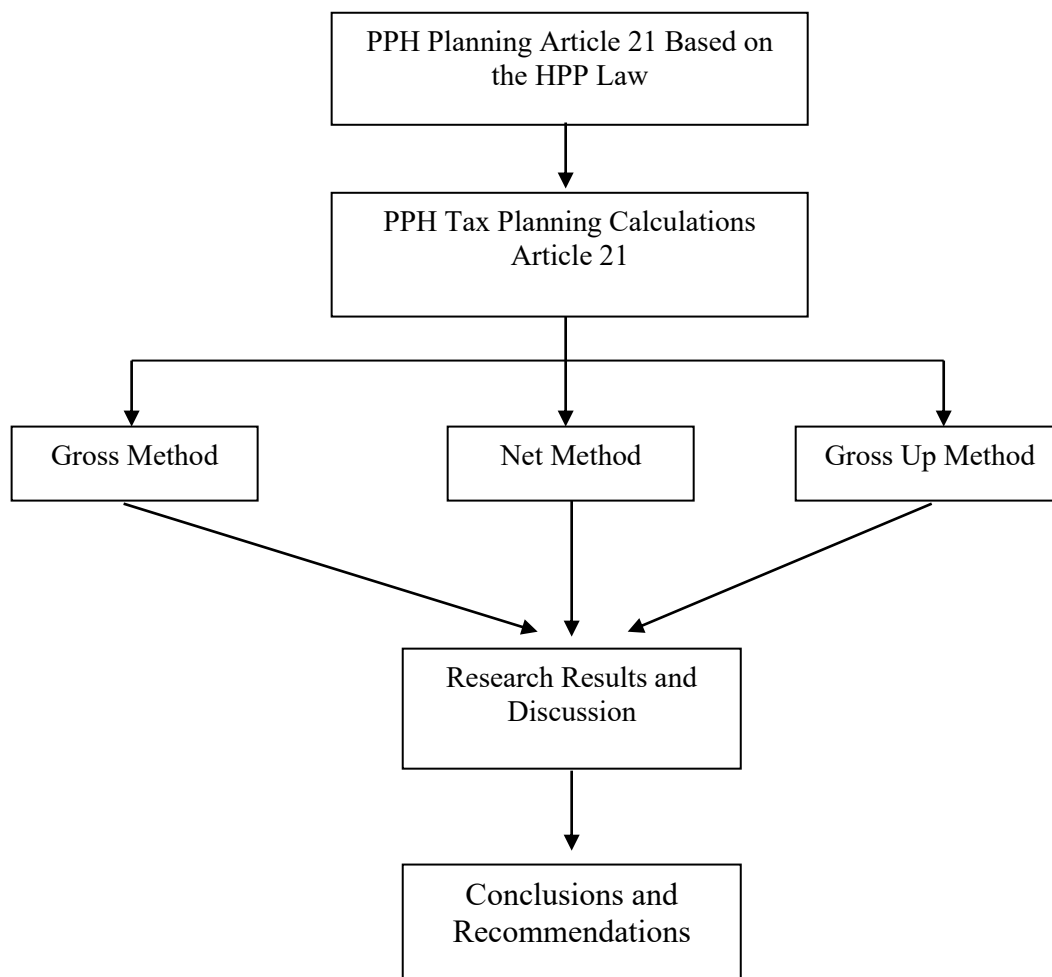 PPH Planning Article 21 Based on
the HPP Law
PPH Tax Planning Calculations
Article 21
Gross Method
Net Method
Gross Up Method
Research Results and
Discussion
Conclusions and
Recommendations